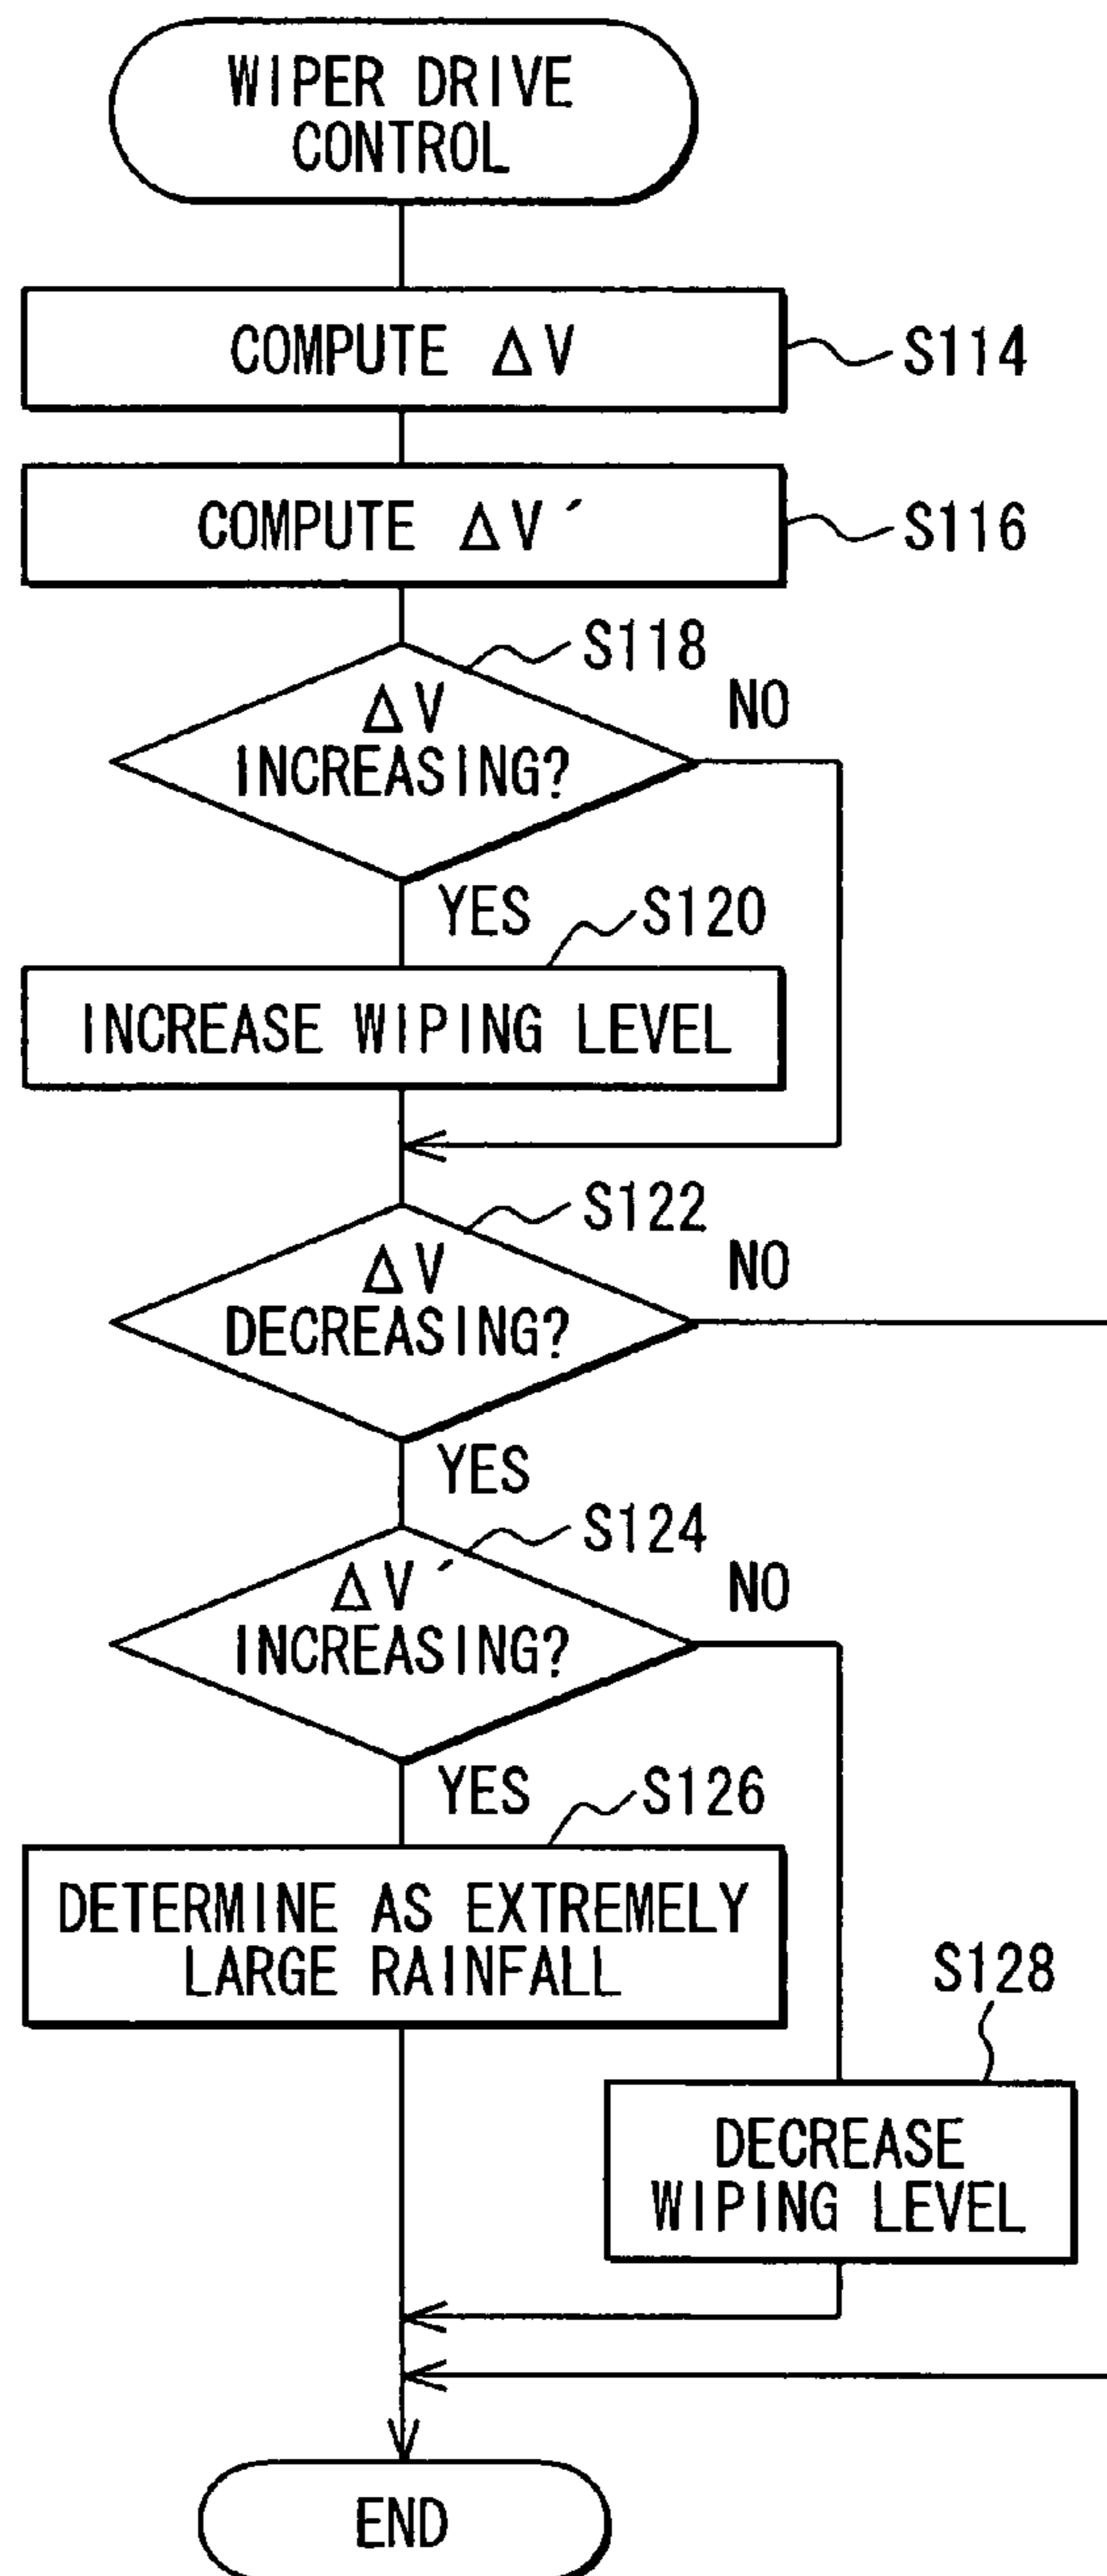 WIPER DRIVE
CONTROL
COMPUTE ΔV
S114
COMPUTE ΔV´
S116
S118
ΔV
INCREASING?
NO
YES
S120
INCREASE WIPING LEVEL
S122
ΔV
DECREASING?
NO
YES
S124
ΔV´
INCREASING?
NO
YES
S126
DETERMINE AS EXTREMELY
LARGE RAINFALL
S128
DECREASE
WIPING LEVEL
END